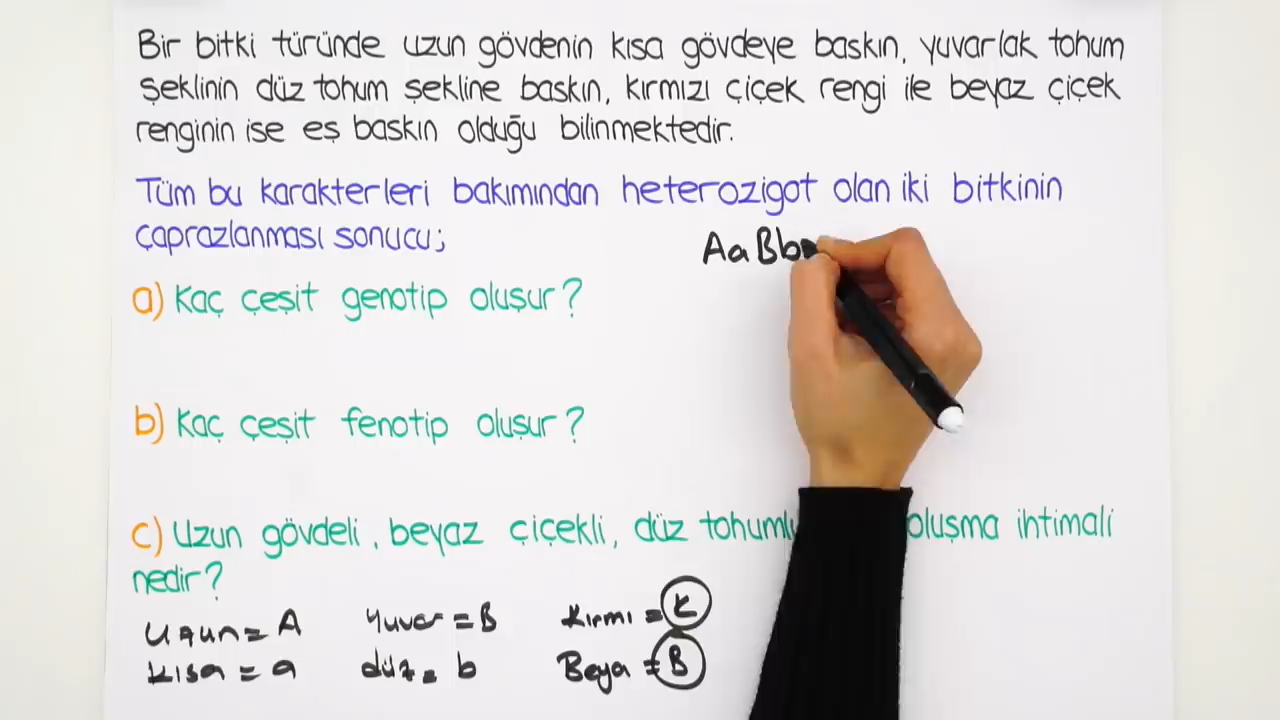 Bir bitki türünde uzun gövdenin kısa gövdeye baskın, yuvarlak tohum
şeklinin düz tohum şekline baskın, kırmızı çiçek rengi ile beyaz çiçek
renginin ise eş baskın olduğu bilinmektedir.
Tüm bu karakterleri bakımından heterozigot olan iki bitkinin
çaprazlanması sonucu;
AaBb
a) Kaç çeşit genotip oluşur?
b) Kaç çeşit fenotip oluşur?
c) Uzun gövdeli, beyaz çiçekli, düz oluşma ihtimali
nedir?
Uzun = A Yuvar = B Kırmı = K
Kısa = a düz = b Beya = B